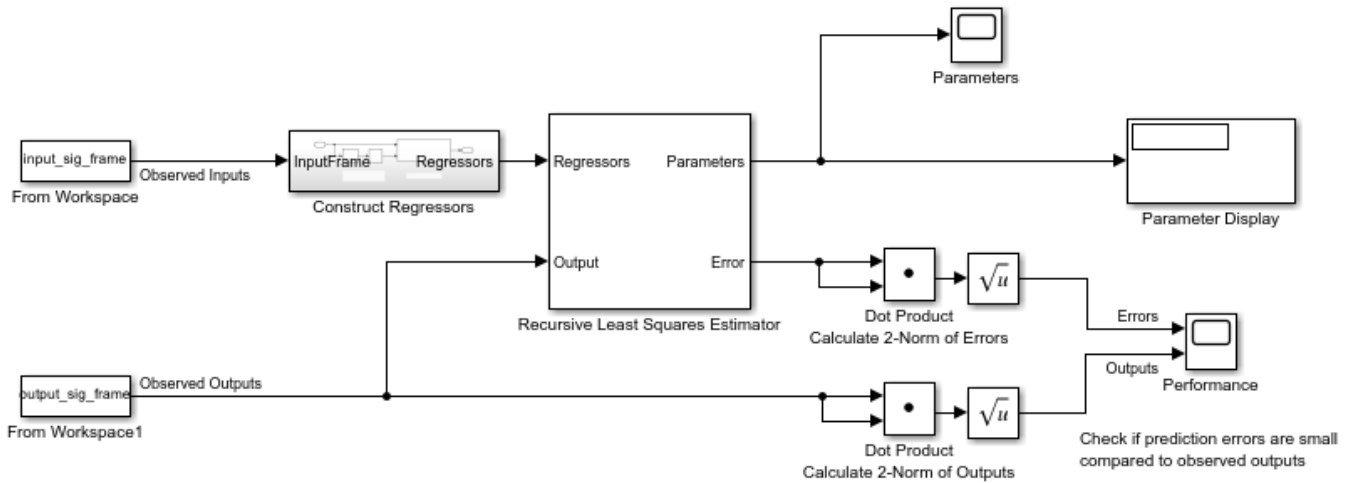 Parameters
input_sig_frame
Observed Inputs
From Workspace
InputFrame
Regressors
Construct Regressors
Regressors
Parameters
Output
Error
Recursive Least Squares Estimator
Parameter Display
√u
Dot Product
Calculate 2-Norm of Errors
Errors
Outputs
Performance
output_sig_frame
Observed Outputs
From Workspace1
√u
Dot Product
Calculate 2-Norm of Outputs
Check if prediction errors are small
compared to observed outputs